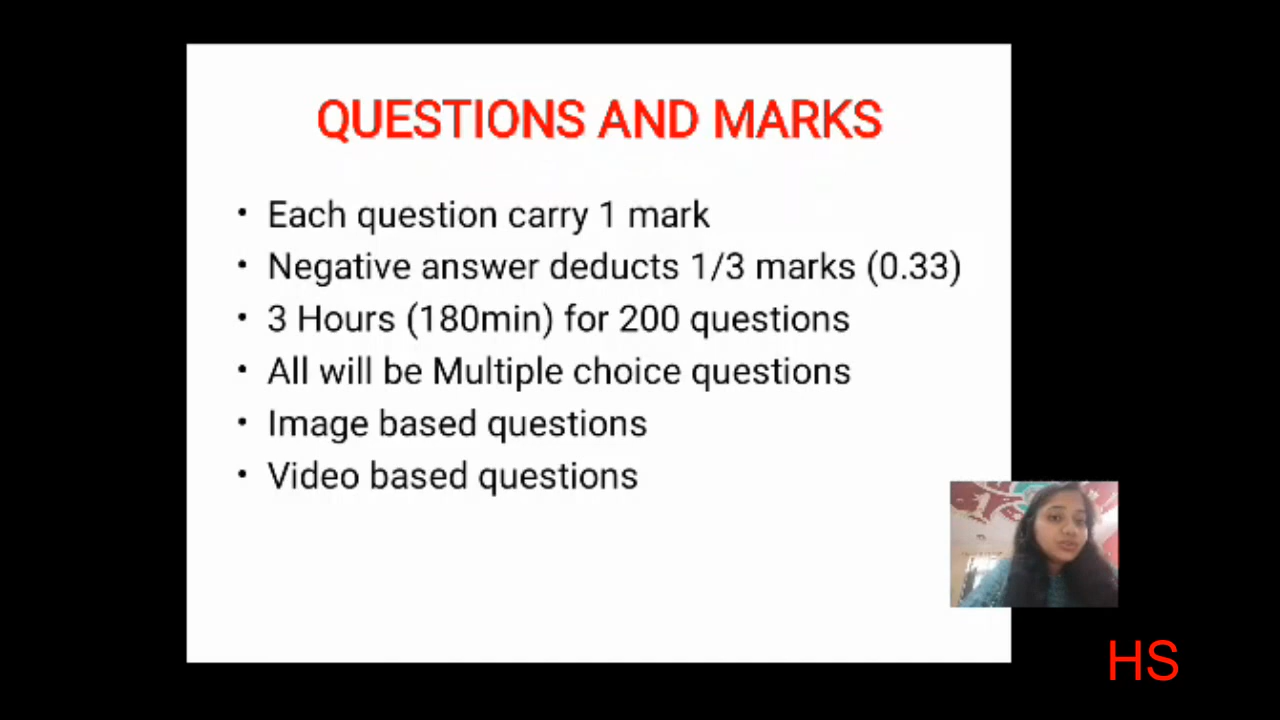 QUESTIONS AND MARKS
• Each question carry 1 mark
• Negative answer deducts 1/3 marks (0.33)
• 3 Hours (180min) for 200 questions
• All will be Multiple choice questions
• Image based questions
• Video based questions
HS